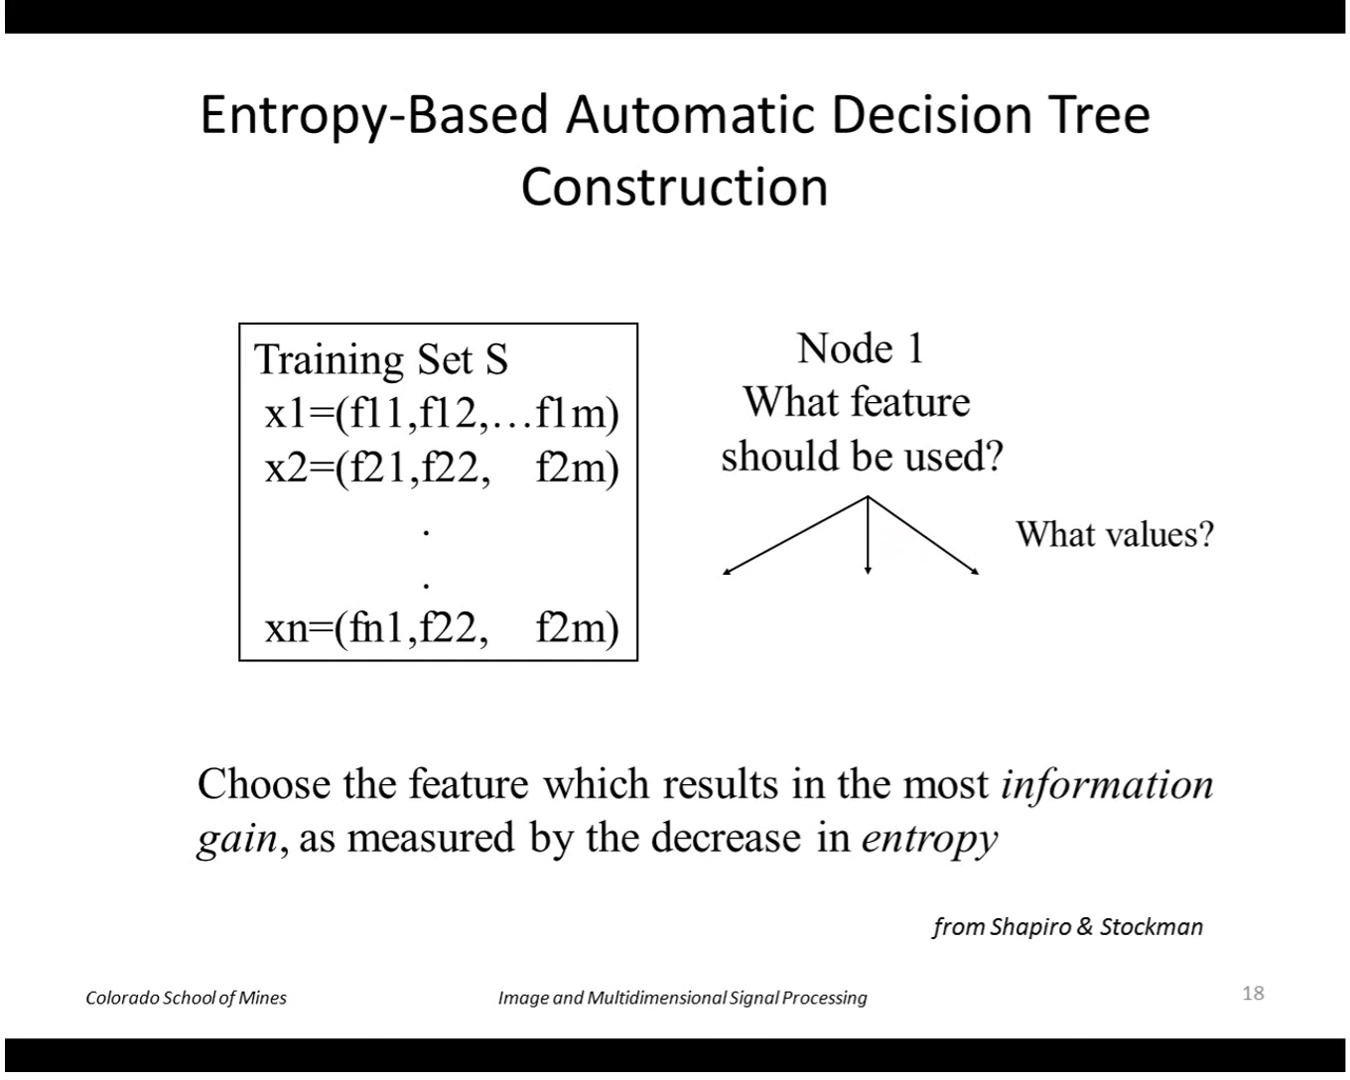 Entropy-Based Automatic Decision Tree
Construction
Training Set S
x1=(f11,f12,…f1m)
x2=(f21,f22, f2m)
.
.
xn=(fn1,f22, f2m)
Node 1
What feature
should be used?
What values?
Choose the feature which results in the most information
gain, as measured by the decrease in entropy
from Shapiro & Stockman
Colorado School of Mines
Image and Multidimensional Signal Processing
18